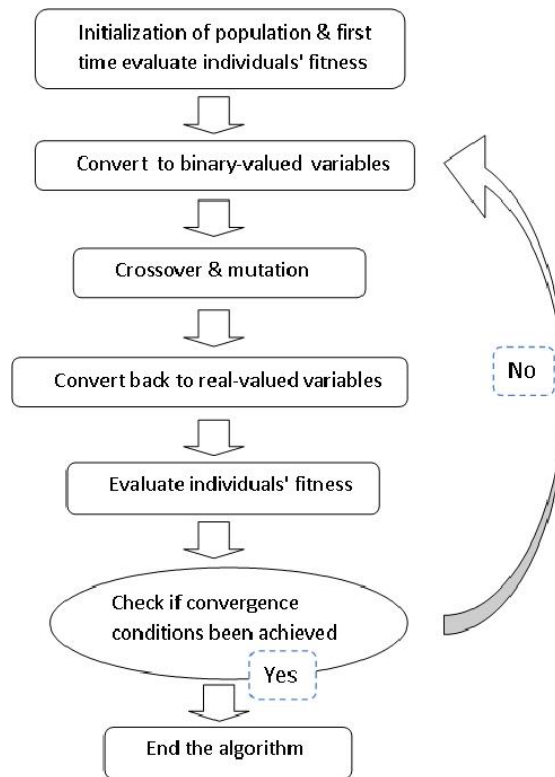 Initialization of population & first
time evaluate individuals' fitness
Convert to binary-valued variables
Crossover & mutation
Convert back to real-valued variables
No
Evaluate individuals' fitness
Check if convergence
conditions been achieved
Yes
End the algorithm